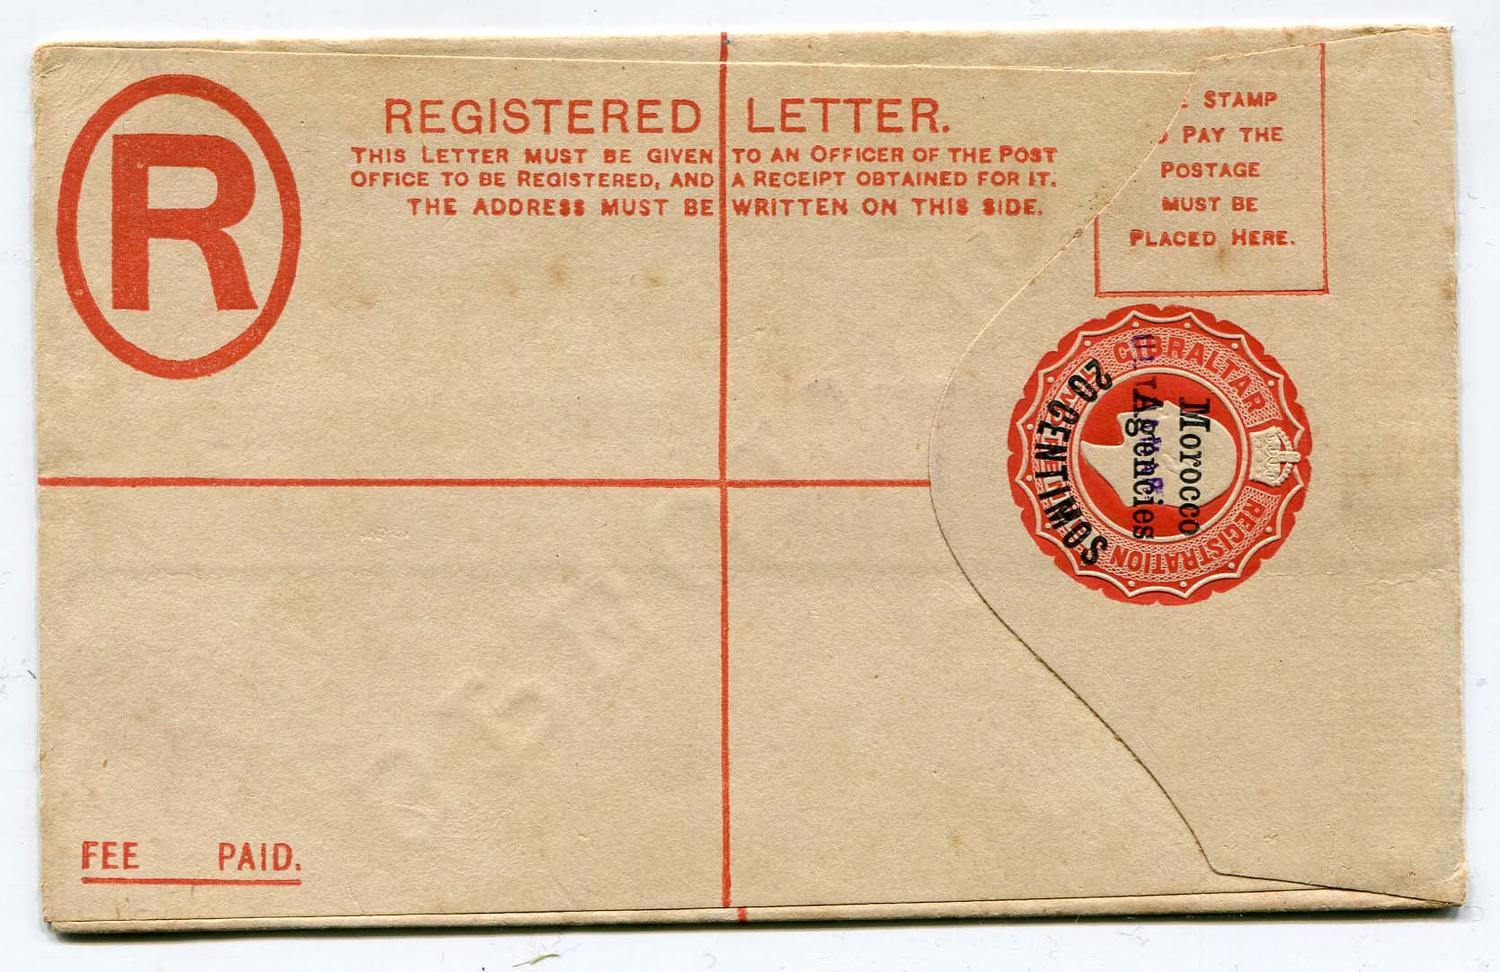 R
REGISTERED LETTER.
THIS LETTER MUST BE GIVEN TO AN OFFICER OF THE POST
OFFICE TO BE REGISTERED, AND A RECEIPT OBTAINED FOR IT.
THE ADDRESS MUST BE WRITTEN ON THIS SIDE.
STAMP
PAY THE
POSTAGE
MUST BE
PLACED HERE.
GIBRALTAR
REGISTRATION
Morocco
Agencies
20 CENTIMOS
FEE PAID.